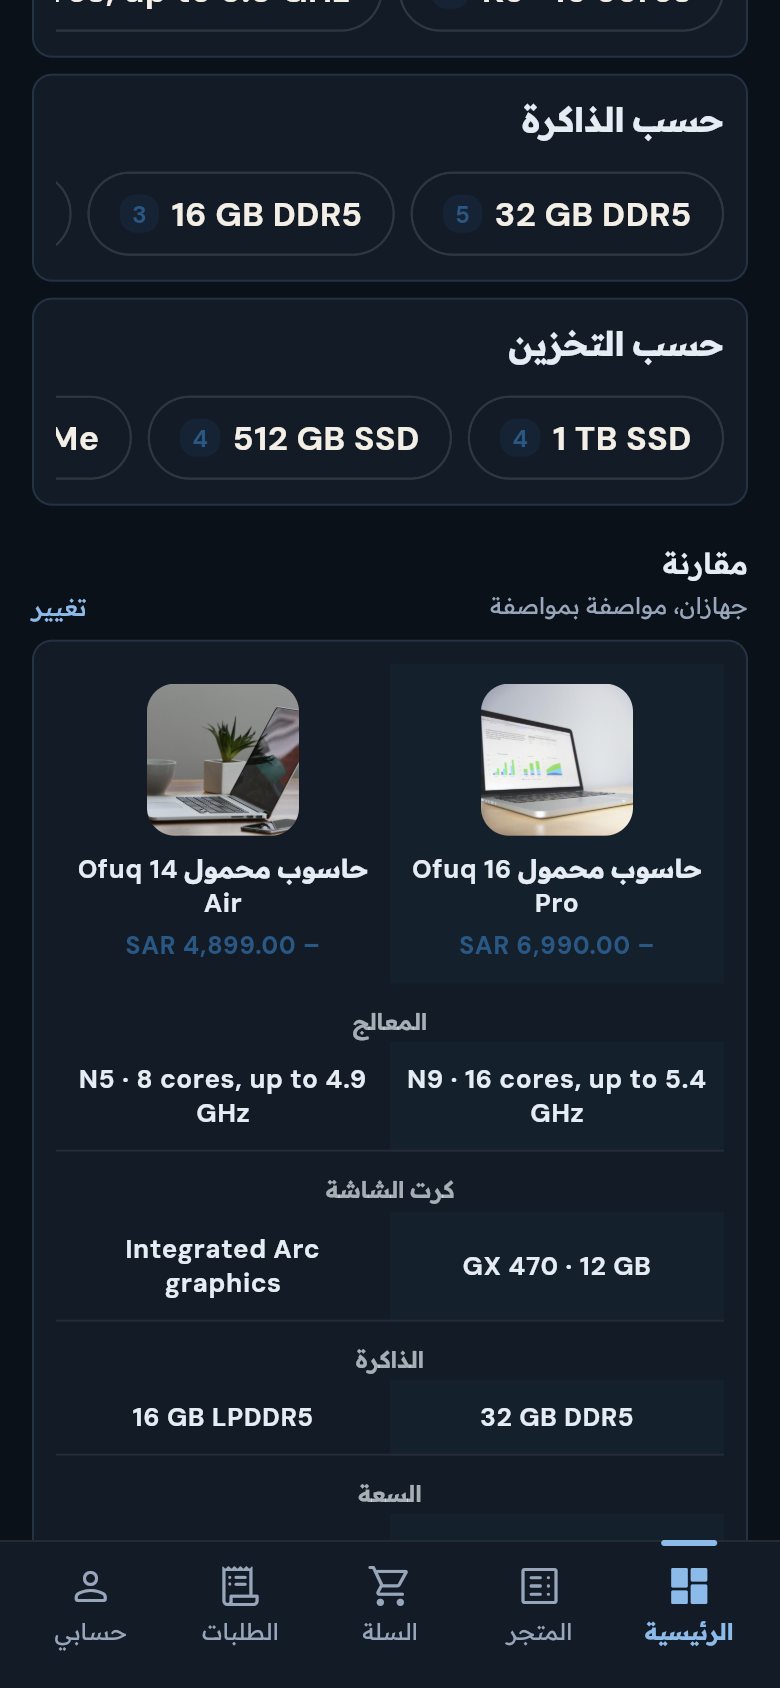 حسب الذاكرة
32 GB DDR5 5
16 GB DDR5 3
حسب التخزين
1 TB SSD 4
512 GB SSD 4
Me
مقارنة
جهازان، مواصفة بمواصفة
تغيير
حاسوب محمول Ofuq 16
Pro
SAR 6,990.00 –
حاسوب محمول Ofuq 14
Air
SAR 4,899.00 –
المعالج
N9 · 16 cores, up to 5.4
GHz
N5 · 8 cores, up to 4.9
GHz
كرت الشاشة
GX 470 · 12 GB
Integrated Arc
graphics
الذاكرة
32 GB DDR5
16 GB LPDDR5
السعة
الرئيسية
المتجر
السلة
الطلبات
حسابي